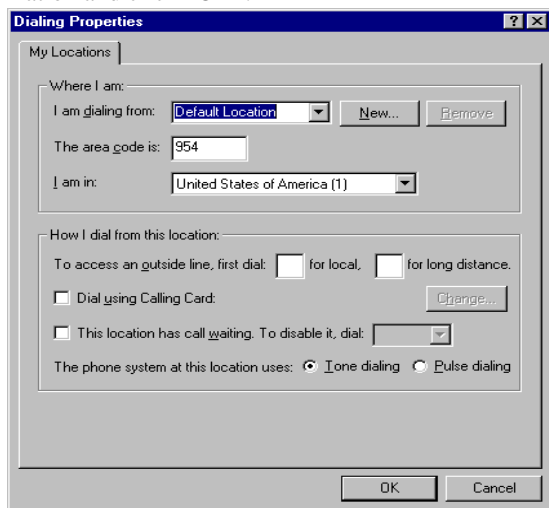 Dialing Properties
My Locations
Where I am:
I am dialing from: Default Location New... Remove
The area code is: 954
I am in: United States of America (1)
How I dial from this location:
To access an outside line, first dial: for local, for long distance.
Dial using Calling Card: Change...
This location has call waiting. To disable it, dial:
The phone system at this location uses: Tone dialing Pulse dialing
OK Cancel